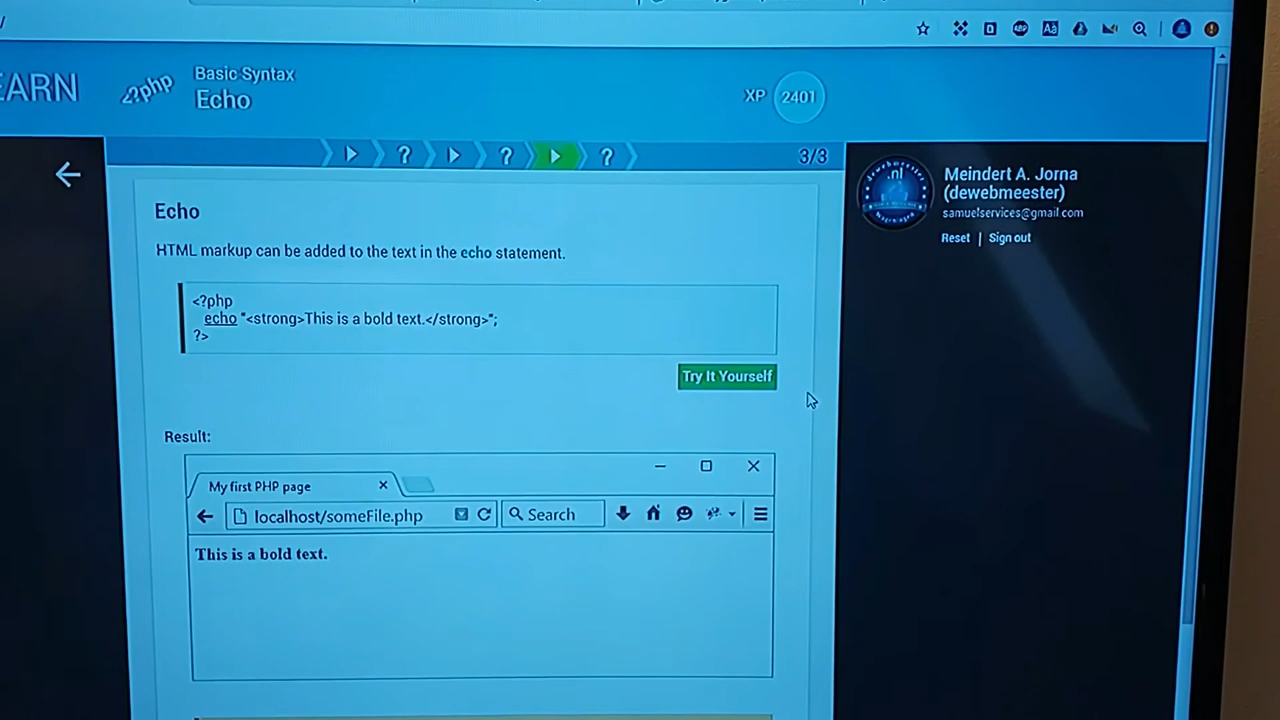 EARN
<?php
Basic Syntax
Echo
XP 2401
3/3
Meindert A. Jorna
(dewebmeester)
samuelservices@gmail.com
Reset | Sign out
Echo
HTML markup can be added to the text in the echo statement.
<?php
echo "<strong>This is a bold text.</strong>";
?>
Try It Yourself
Result:
My first PHP page
localhost/someFile.php
Search
This is a bold text.